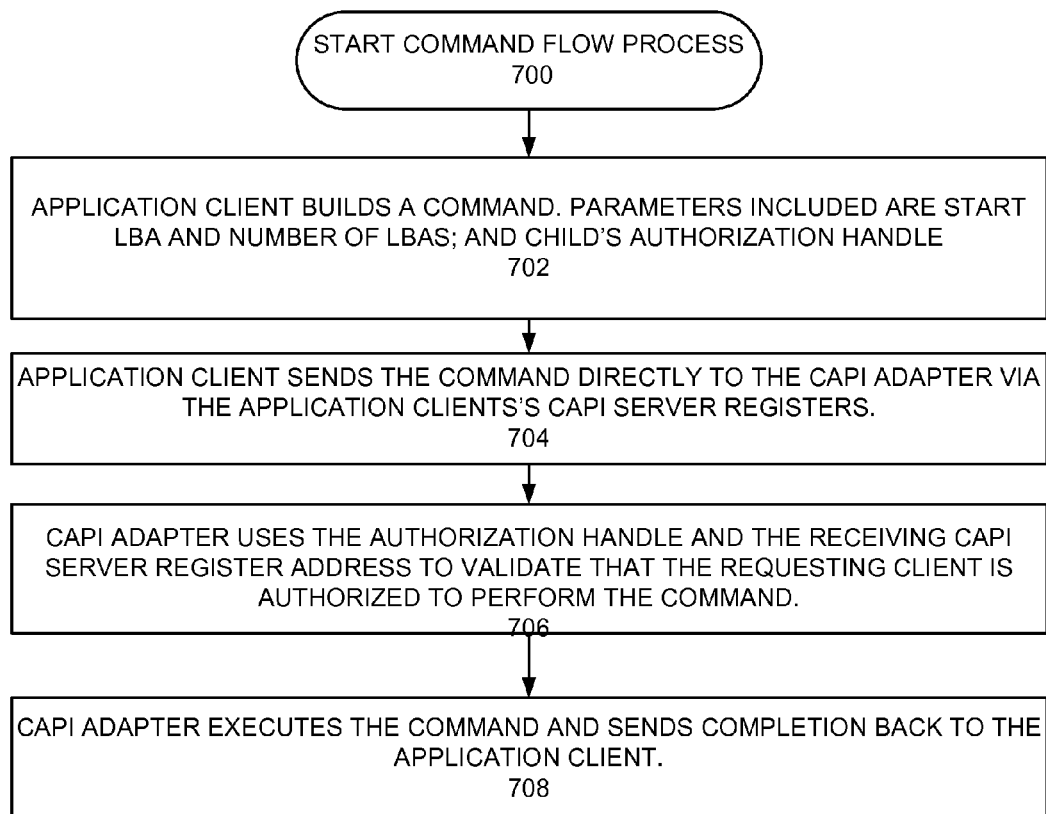 START COMMAND FLOW PROCESS
700
APPLICATION CLIENT BUILDS A COMMAND. PARAMETERS INCLUDED ARE START
LBA AND NUMBER OF LBAS; AND CHILD'S AUTHORIZATION HANDLE
702
APPLICATION CLIENT SENDS THE COMMAND DIRECTLY TO THE CAPI ADAPTER VIA
THE APPLICATION CLIENTS'S CAPI SERVER REGISTERS.
704
CAPI ADAPTER USES THE AUTHORIZATION HANDLE AND THE RECEIVING CAPI
SERVER REGISTER ADDRESS TO VALIDATE THAT THE REQUESTING CLIENT IS
AUTHORIZED TO PERFORM THE COMMAND.
706
CAPI ADAPTER EXECUTES THE COMMAND AND SENDS COMPLETION BACK TO THE
APPLICATION CLIENT.
708